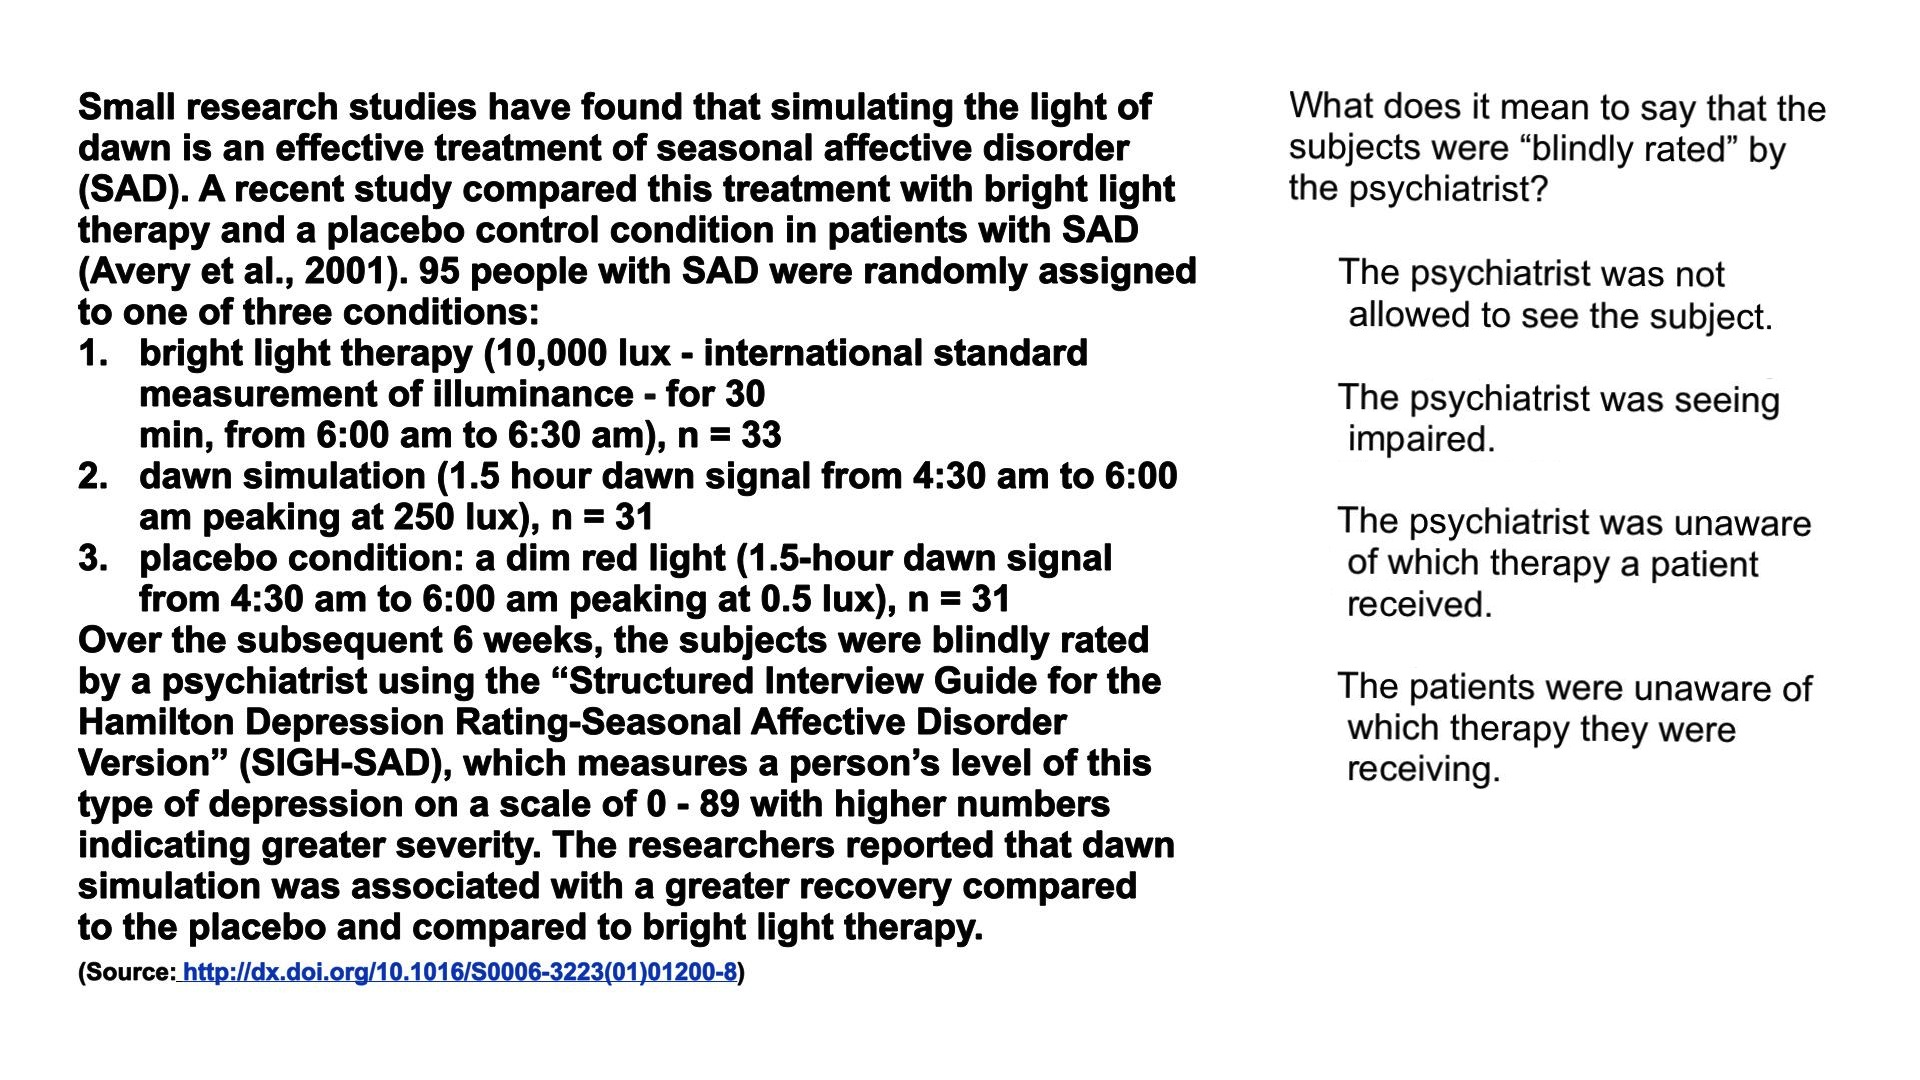 Small research studies have found that simulating the light of
dawn is an effective treatment of seasonal affective disorder
(SAD). A recent study compared this treatment with bright light
therapy and a placebo control condition in patients with SAD
(Avery et al., 2001). 95 people with SAD were randomly assigned
to one of three conditions:
1. bright light therapy (10,000 lux - international standard
measurement of illuminance - for 30
min, from 6:00 am to 6:30 am), n = 33
2. dawn simulation (1.5 hour dawn signal from 4:30 am to 6:00
am peaking at 250 lux), n = 31
3. placebo condition: a dim red light (1.5-hour dawn signal
from 4:30 am to 6:00 am peaking at 0.5 lux), n = 31
Over the subsequent 6 weeks, the subjects were blindly rated
by a psychiatrist using the “Structured Interview Guide for the
Hamilton Depression Rating-Seasonal Affective Disorder
Version” (SIGH-SAD), which measures a person’s level of this
type of depression on a scale of 0 - 89 with higher numbers
indicating greater severity. The researchers reported that dawn
simulation was associated with a greater recovery compared
to the placebo and compared to bright light therapy.
(Source: http://dx.doi.org/10.1016/S0006-3223(01)01200-8)
What does it mean to say that the
subjects were “blindly rated” by
the psychiatrist?
The psychiatrist was not
allowed to see the subject.
The psychiatrist was seeing
impaired.
The psychiatrist was unaware
of which therapy a patient
received.
The patients were unaware of
which therapy they were
receiving.